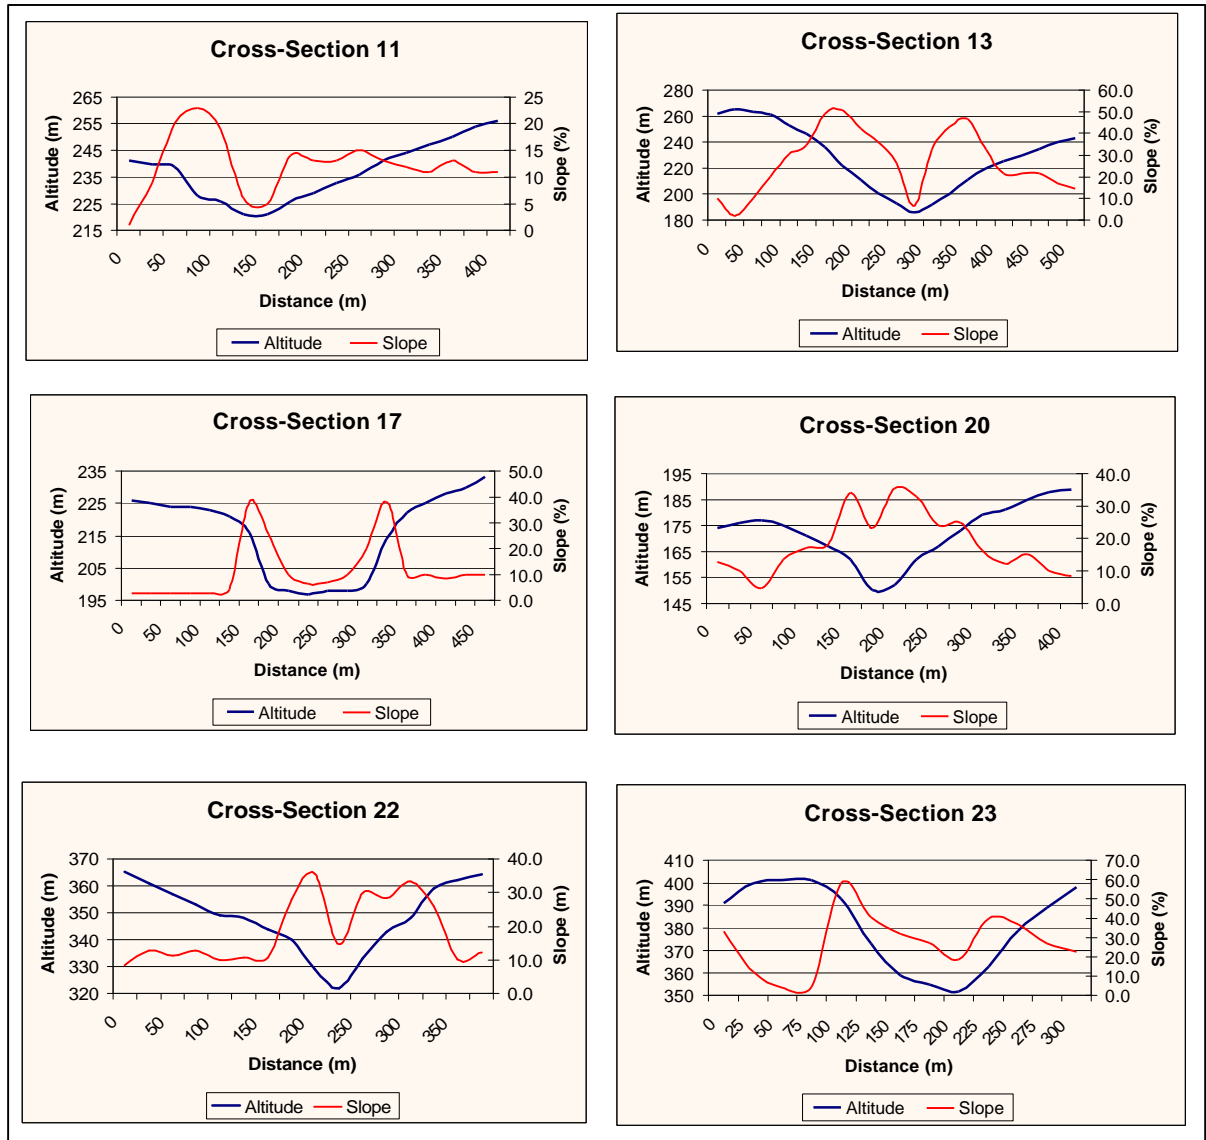 Cross-Section 11
265
255
245
235
225
215
25
20
15
10
5
0
Altitude (m)
Slope (%)
0 50 100 150 200 250 300 350 400
Distance (m)
Altitude Slope
Cross-Section 13
280
260
240
220
200
180
60.0
50.0
40.0
30.0
20.0
10.0
0.0
Altitude (m)
Slope (%)
0 50 100 150 200 250 300 350 400 450 500
Distance (m)
Altitude Slope
Cross-Section 17
235
225
215
205
195
50.0
40.0
30.0
20.0
10.0
0.0
Altitude (m)
Slope (%)
0 50 100 150 200 250 300 350 400 450
Distance (m)
Altitude Slope
Cross-Section 20
195
185
175
165
155
145
40.0
30.0
20.0
10.0
0.0
Altitude (m)
Slope (%)
0 50 100 150 200 250 300 350 400
Distance (m)
Altitude Slope
Cross-Section 22
370
360
350
340
330
320
40.0
30.0
20.0
10.0
0.0
Altitude (m)
Slope (m)
0 50 100 150 200 250 300 350
Distance (m)
Altitude Slope
Cross-Section 23
410
400
390
380
370
360
350
70.0
60.0
50.0
40.0
30.0
20.0
10.0
0.0
Altitude (m)
Slope (%)
0 25 50 75 100 125 150 175 200 225 250 275 300
Distance (m)
Altitude Slope